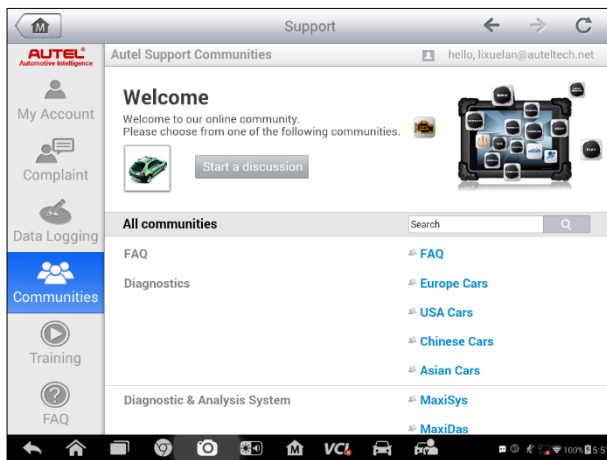 Support
AUTEL®
Automotive Intelligence
Autel Support Communities
hello, lixuelan@auteltech.net
My Account
Welcome
Welcome to our online community.
Please choose from one of the following communities.
Start a discussion
Complaint
Data Logging
All communities
Search
FAQ
FAQ
Diagnostics
Europe Cars
USA Cars
Chinese Cars
Asian Cars
Communities
Training
Diagnostic & Analysis System
MaxiSys
MaxiDas
FAQ
M
VCI
100%